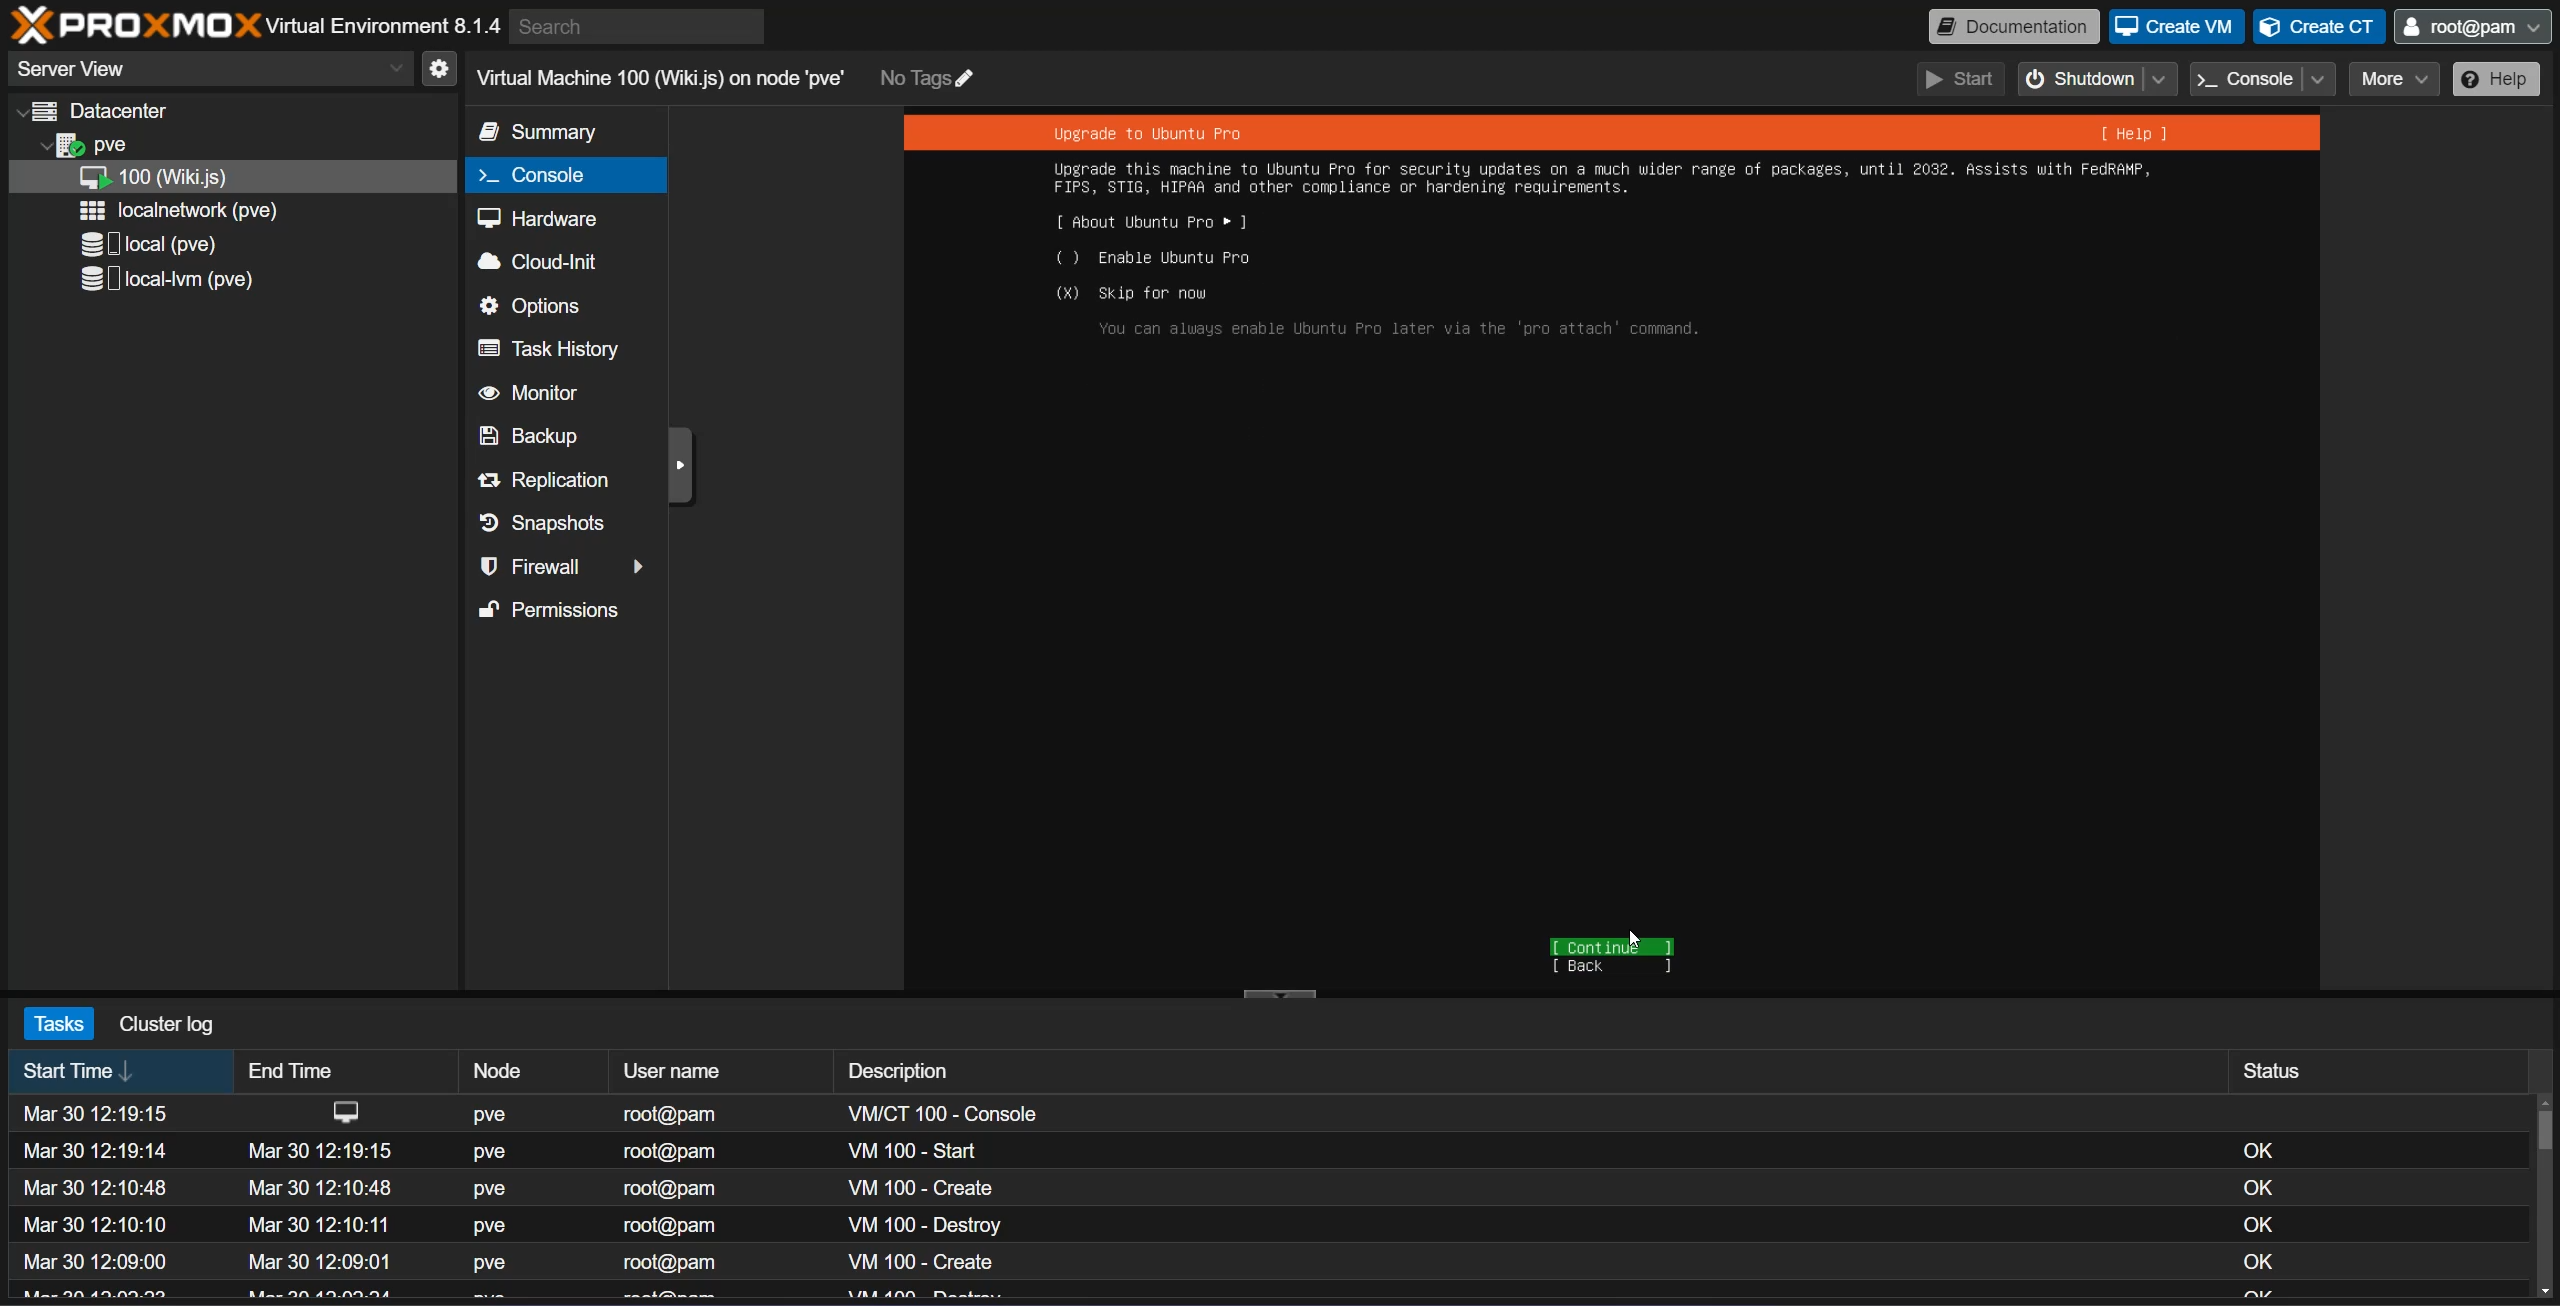 PROXMOX Virtual Environment 8.1.4 Search Documentation Create VM Create CT root@pam
Server View
Virtual Machine 100 (Wiki.js) on node 'pve' No Tags Start Shutdown Console More Help
Datacenter
pve
100 (Wiki.js)
localnetwork (pve)
local (pve)
local-lvm (pve)
Summary
Console
Hardware
Cloud-Init
Options
Task History
Monitor
Backup
Replication
Snapshots
Firewall
Permissions
Upgrade to Ubuntu Pro [ Help ]
Upgrade this machine to Ubuntu Pro for security updates on a much wider range of packages, until 2032. Assists with FedRAMP,
FIPS, STIG, HIPAA and other compliance or hardening requirements.
[ About Ubuntu Pro ▸ ]
( ) Enable Ubuntu Pro
(X) Skip for now
You can always enable Ubuntu Pro later via the 'pro attach' command.
[ Continue ]
[ Back ]
Tasks Cluster log
Start Time End Time Node User name Description Status
Mar 30 12:19:15 pve root@pam VM/CT 100 - Console
Mar 30 12:19:14 Mar 30 12:19:15 pve root@pam VM 100 - Start OK
Mar 30 12:10:48 Mar 30 12:10:48 pve root@pam VM 100 - Create OK
Mar 30 12:10:10 Mar 30 12:10:11 pve root@pam VM 100 - Destroy OK
Mar 30 12:09:00 Mar 30 12:09:01 pve root@pam VM 100 - Create OK